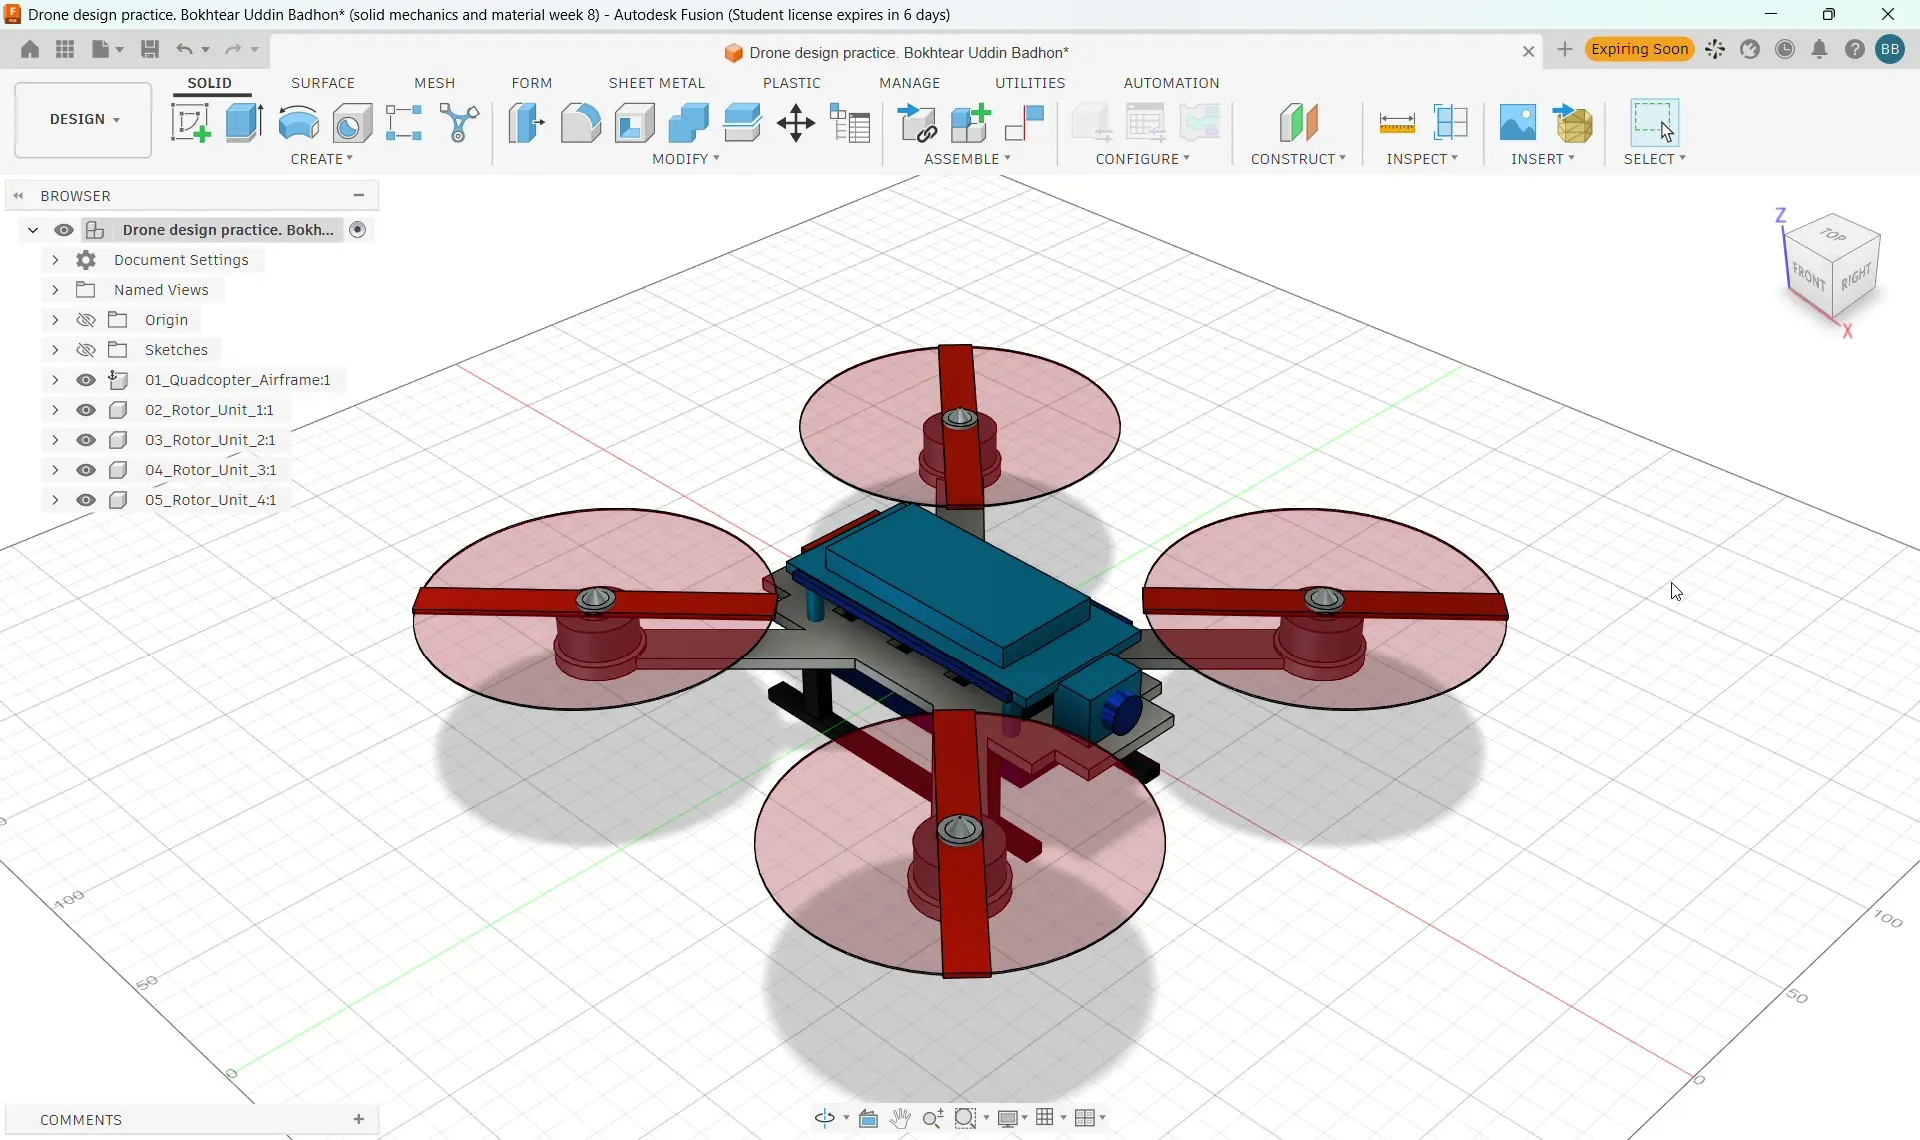 Drone design practice. Bokhtear Uddin Badhon* (solid mechanics and material week 8) - Autodesk Fusion (Student license expires in 6 days)
Drone design practice. Bokhtear Uddin Badhon*
Expiring Soon
BB
SOLID SURFACE MESH FORM SHEET METAL PLASTIC MANAGE UTILITIES AUTOMATION
DESIGN
CREATE MODIFY ASSEMBLE CONFIGURE CONSTRUCT INSPECT INSERT SELECT
BROWSER
Drone design practice. Bokh...
Document Settings
Named Views
Origin
Sketches
01_Quadcopter_Airframe:1
02_Rotor_Unit_1:1
03_Rotor_Unit_2:1
04_Rotor_Unit_3:1
05_Rotor_Unit_4:1
Z
TOP
FRONT RIGHT
X
100 100
50 50
0 0
COMMENTS